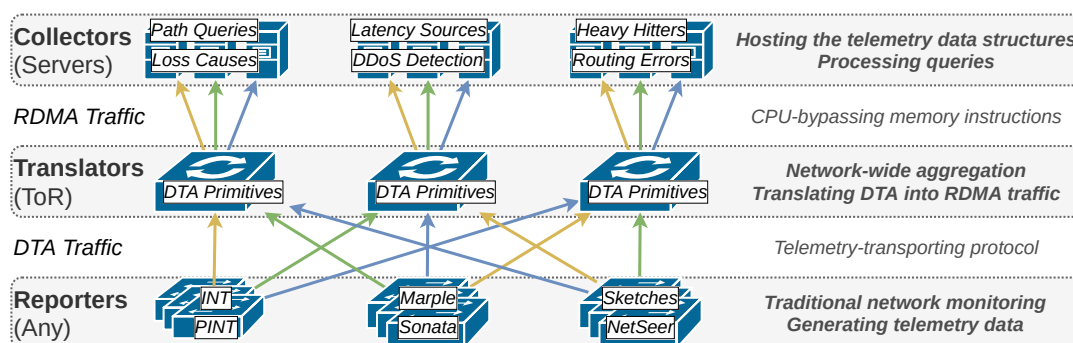 Collectors
(Servers)
Path Queries
Loss Causes
Latency Sources
DDoS Detection
Heavy Hitters
Routing Errors
Hosting the telemetry data structures
Processing queries
RDMA Traffic
CPU-bypassing memory instructions
Translators
(ToR)
DTA Primitives
DTA Primitives
DTA Primitives
Network-wide aggregation
Translating DTA into RDMA traffic
DTA Traffic
Telemetry-transporting protocol
Reporters
(Any)
INT
PINT
Marple
Sonata
Sketches
NetSeer
Traditional network monitoring
Generating telemetry data